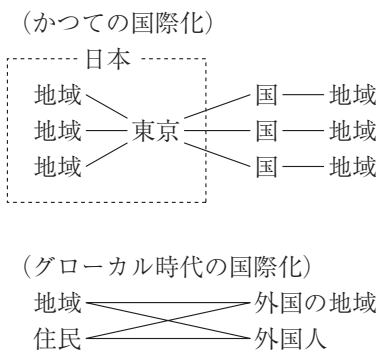 （かつての国際化）
日本
地域 国 地域
地域 東京 国 地域
地域 国 地域
（グローカル時代の国際化）
地域 外国の地域
住民 外国人